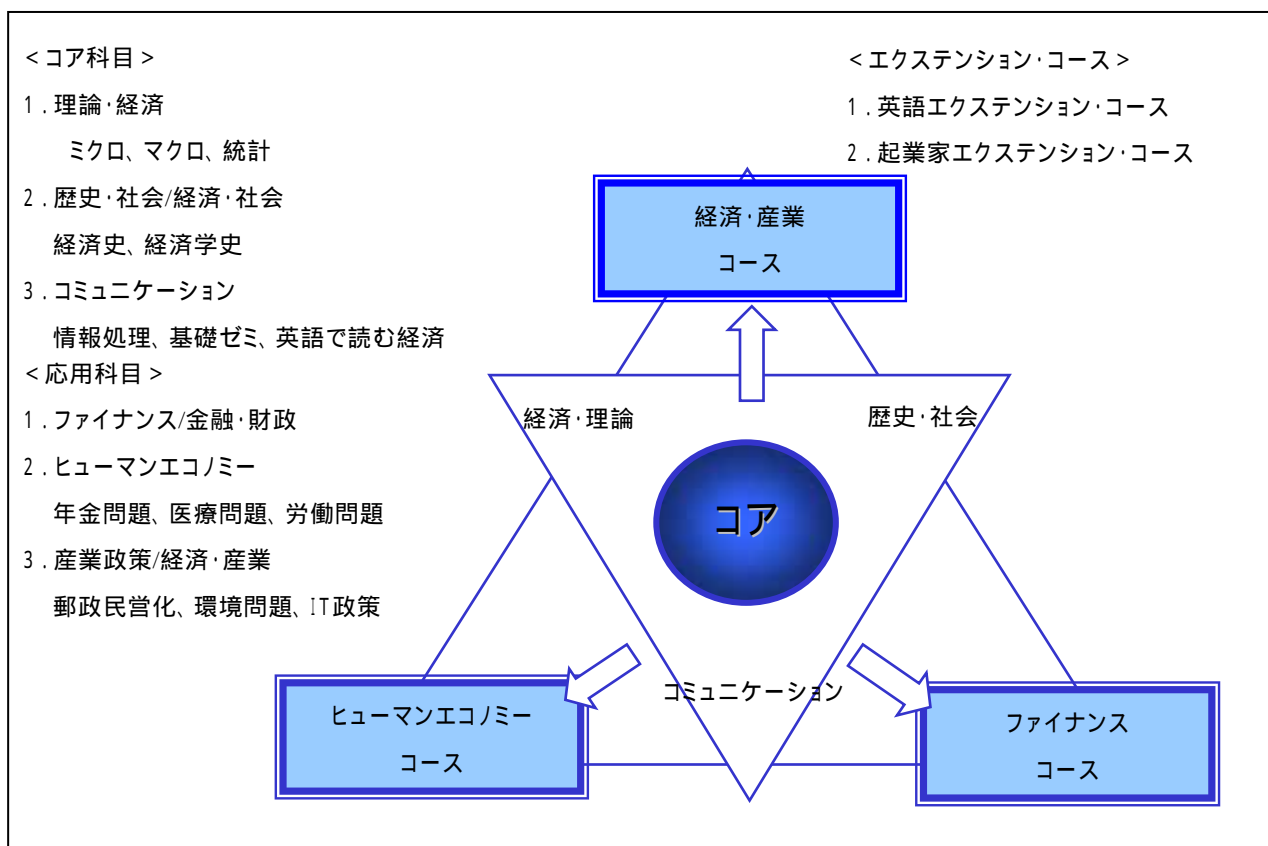 <コア科目>
1.理論・経済
ミクロ、マクロ、統計
2.歴史・社会/経済・社会
経済史、経済学史
3.コミュニケーション
情報処理、基礎ゼミ、英語で読む経済
<応用科目>
1.ファイナンス/金融・財政
2.ヒューマンエコノミー
年金問題、医療問題、労働問題
3.産業政策/経済・産業
郵政民営化、環境問題、IT政策
<エクステンション・コース>
1.英語エクステンション・コース
2.起業家エクステンション・コース
経済・産業
コース
経済・理論
歴史・社会
コア
コミュニケーション
ヒューマンエコノミー
コース
ファイナンス
コース